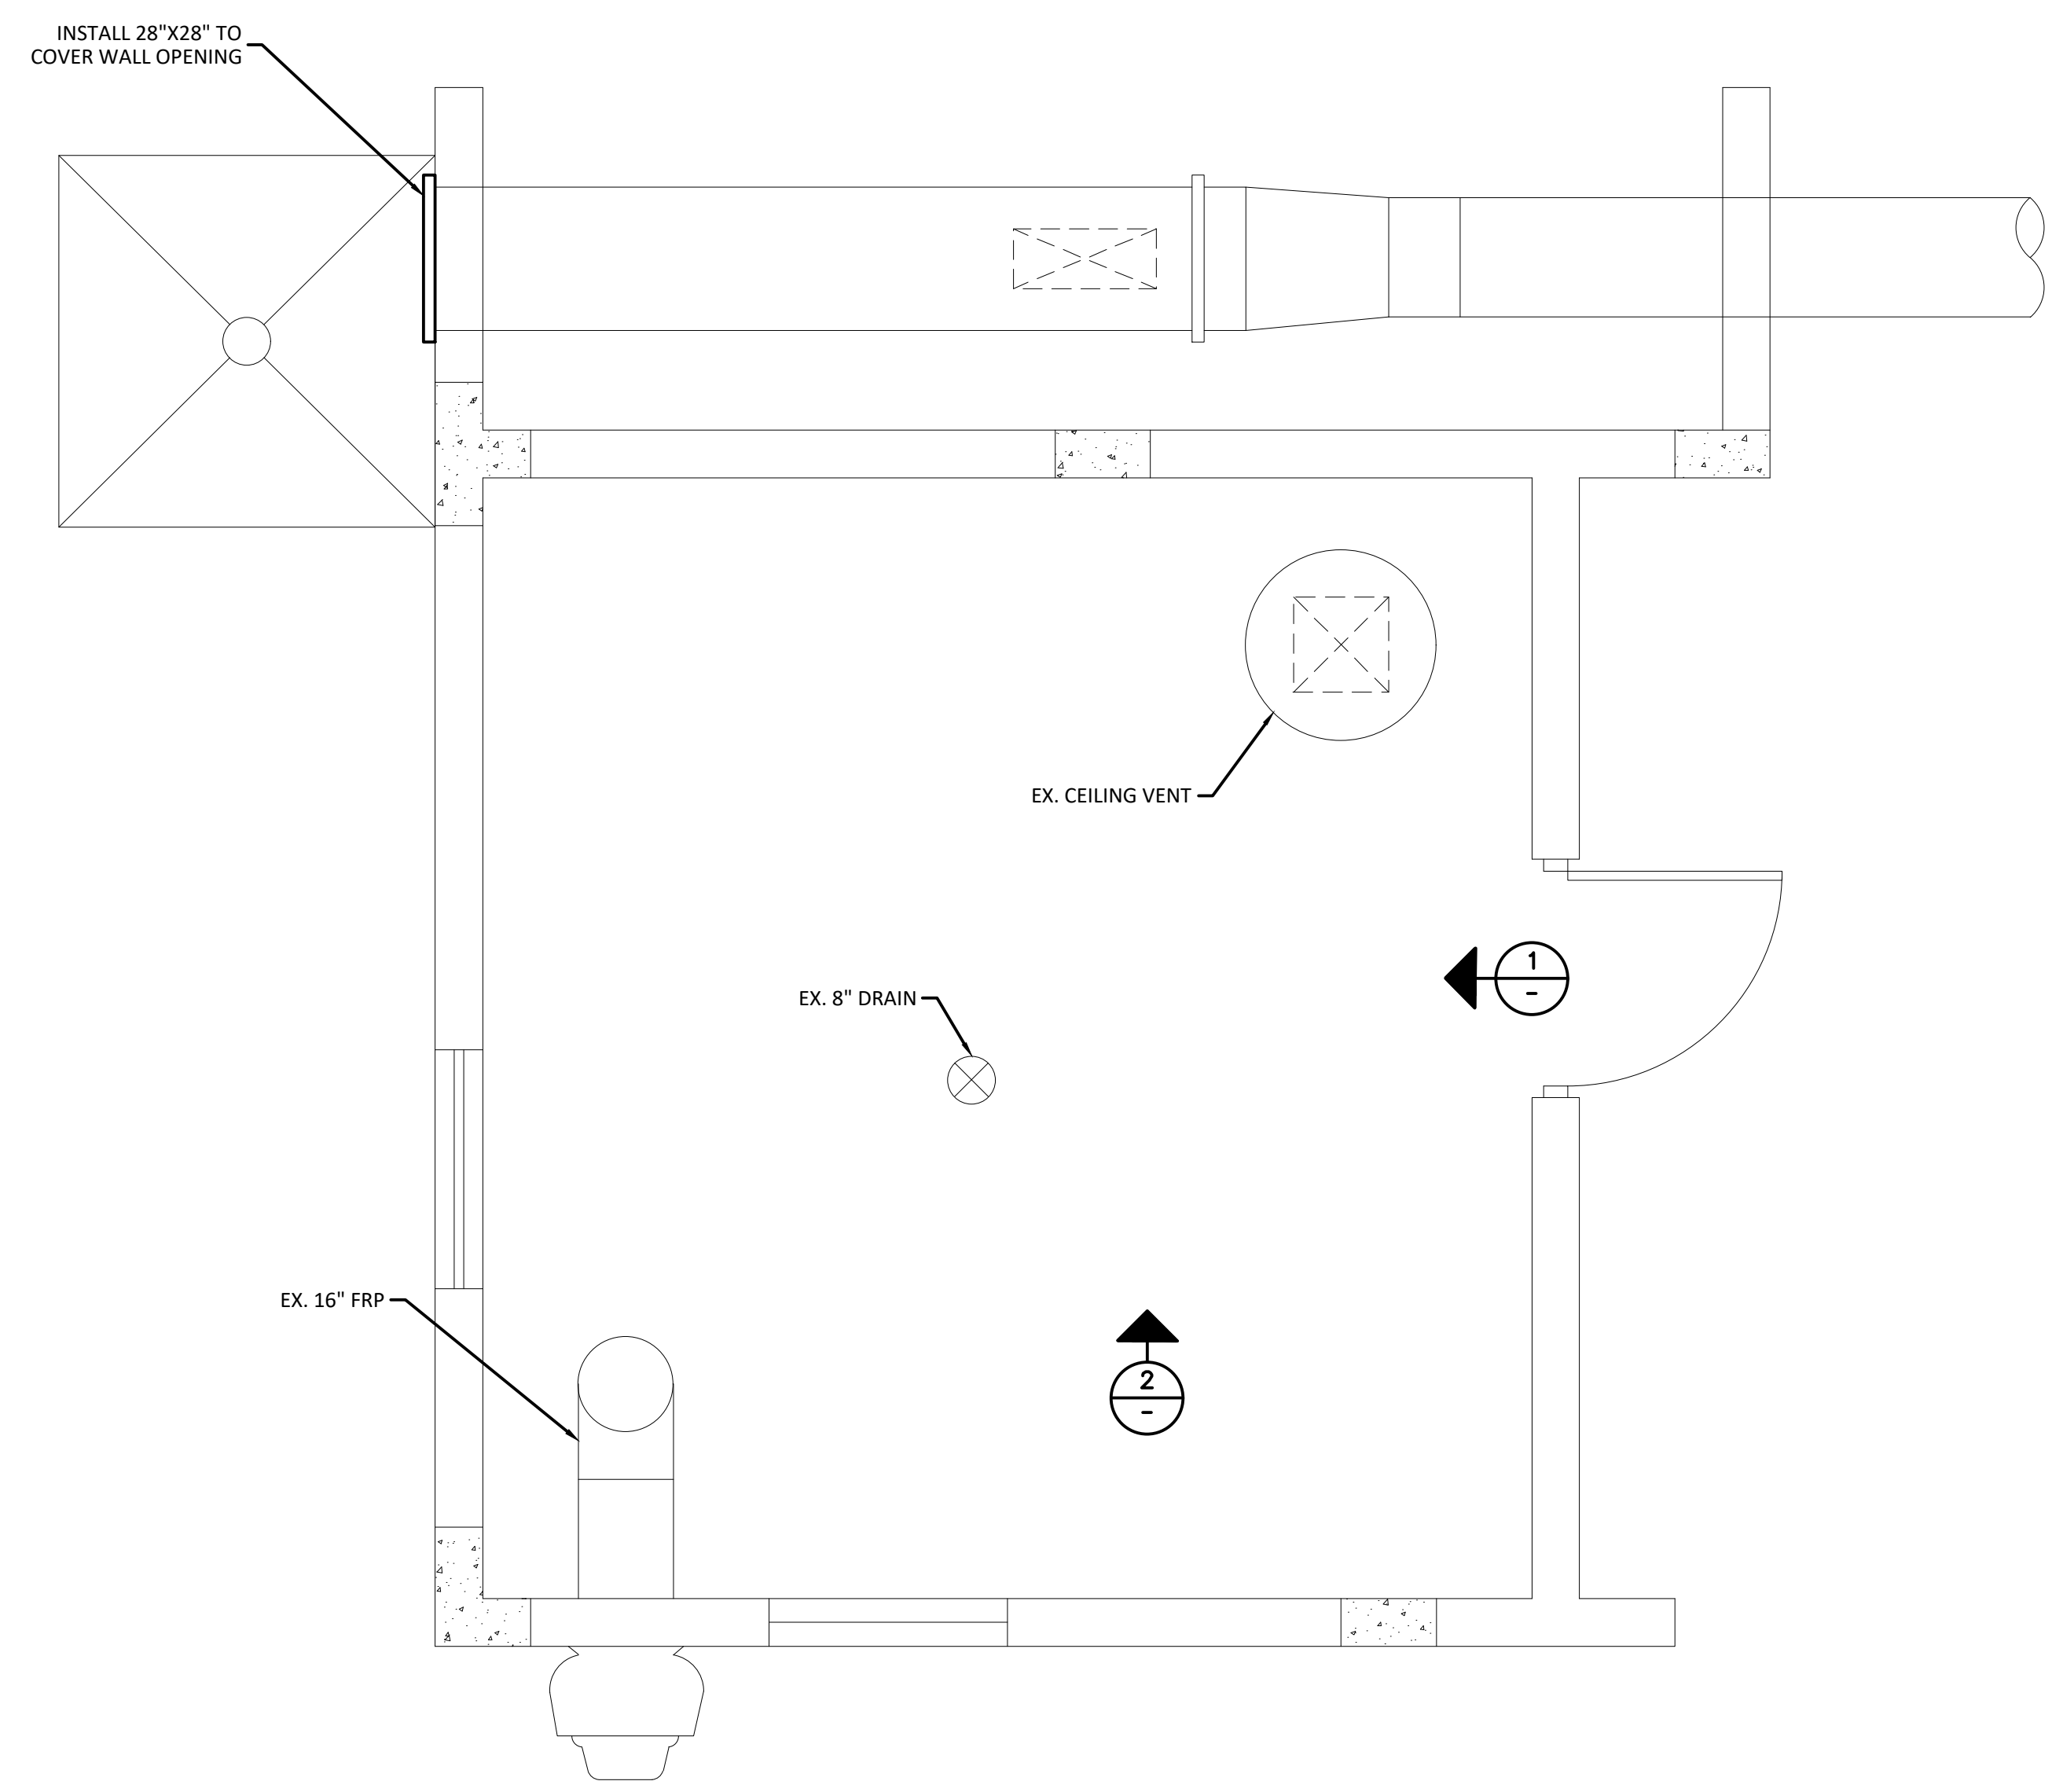 INSTALL 28"X28" TO
COVER WALL OPENING
EX. CEILING VENT
1
-
EX. 8" DRAIN
EX. 16" FRP
2
-